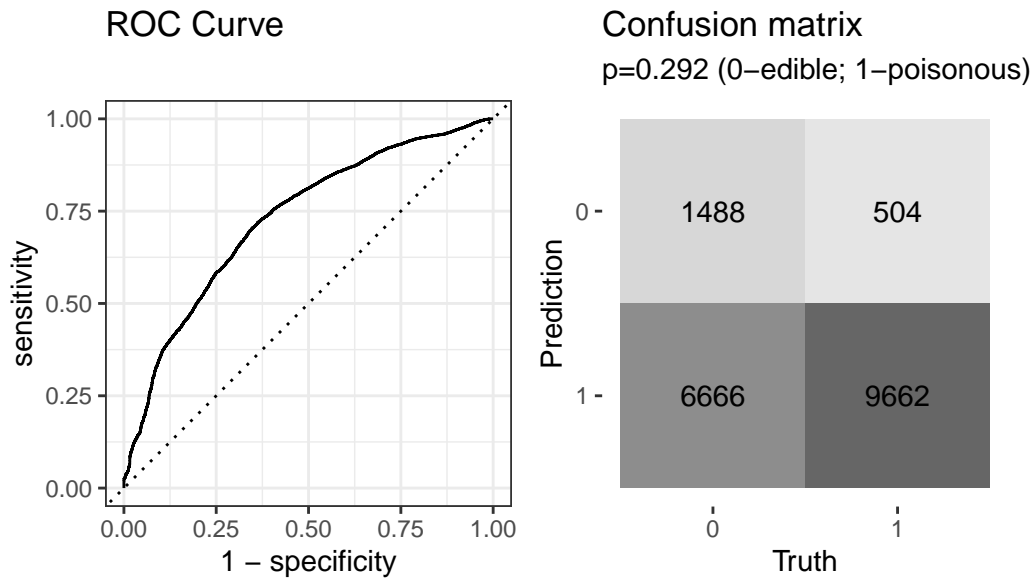 ROC Curve
1.00
0.75
0.50
0.25
0.00
sensitivity
0.00 0.25 0.50 0.75 1.00
1 − specificity
Confusion matrix
p=0.292 (0−edible; 1−poisonous)
Prediction
0
1488 504
1
6666 9662
0 1
Truth